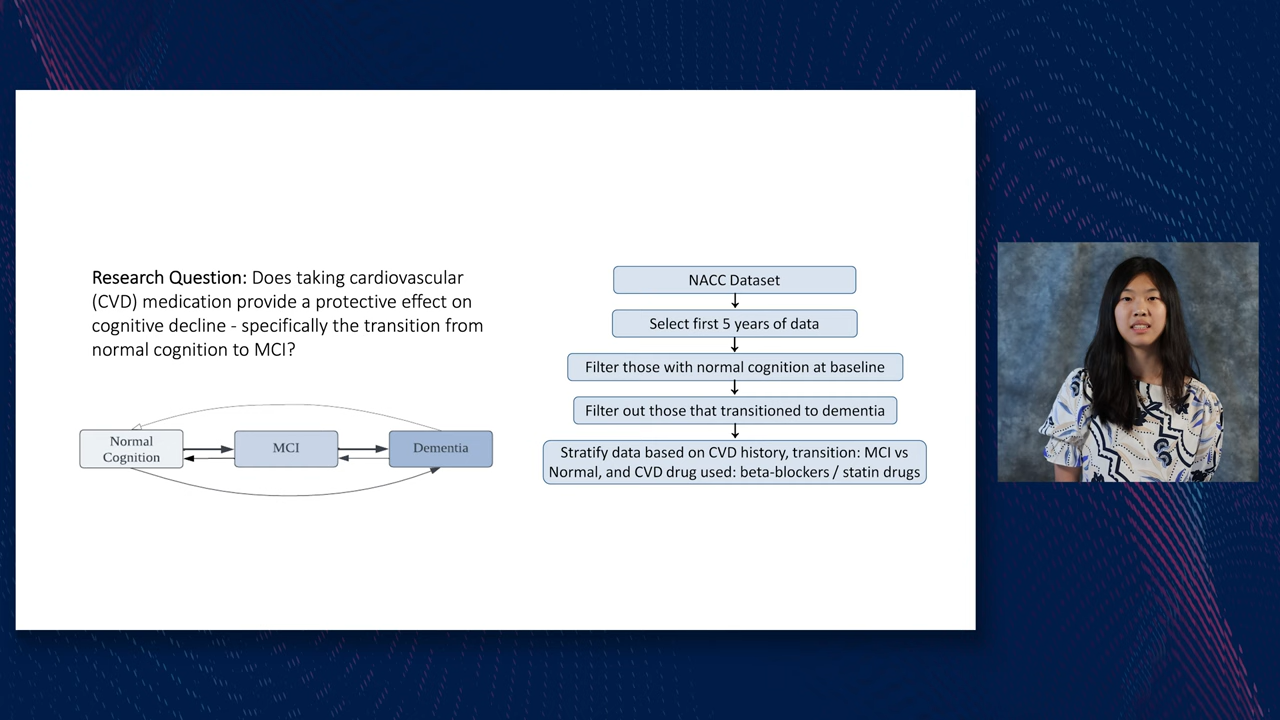 Research Question: Does taking cardiovascular
(CVD) medication provide a protective effect on
cognitive decline - specifically the transition from
normal cognition to MCI?
Normal
Cognition
MCI
Dementia
NACC Dataset
Select first 5 years of data
Filter those with normal cognition at baseline
Filter out those that transitioned to dementia
Stratify data based on CVD history, transition: MCI vs
Normal, and CVD drug used: beta-blockers / statin drugs